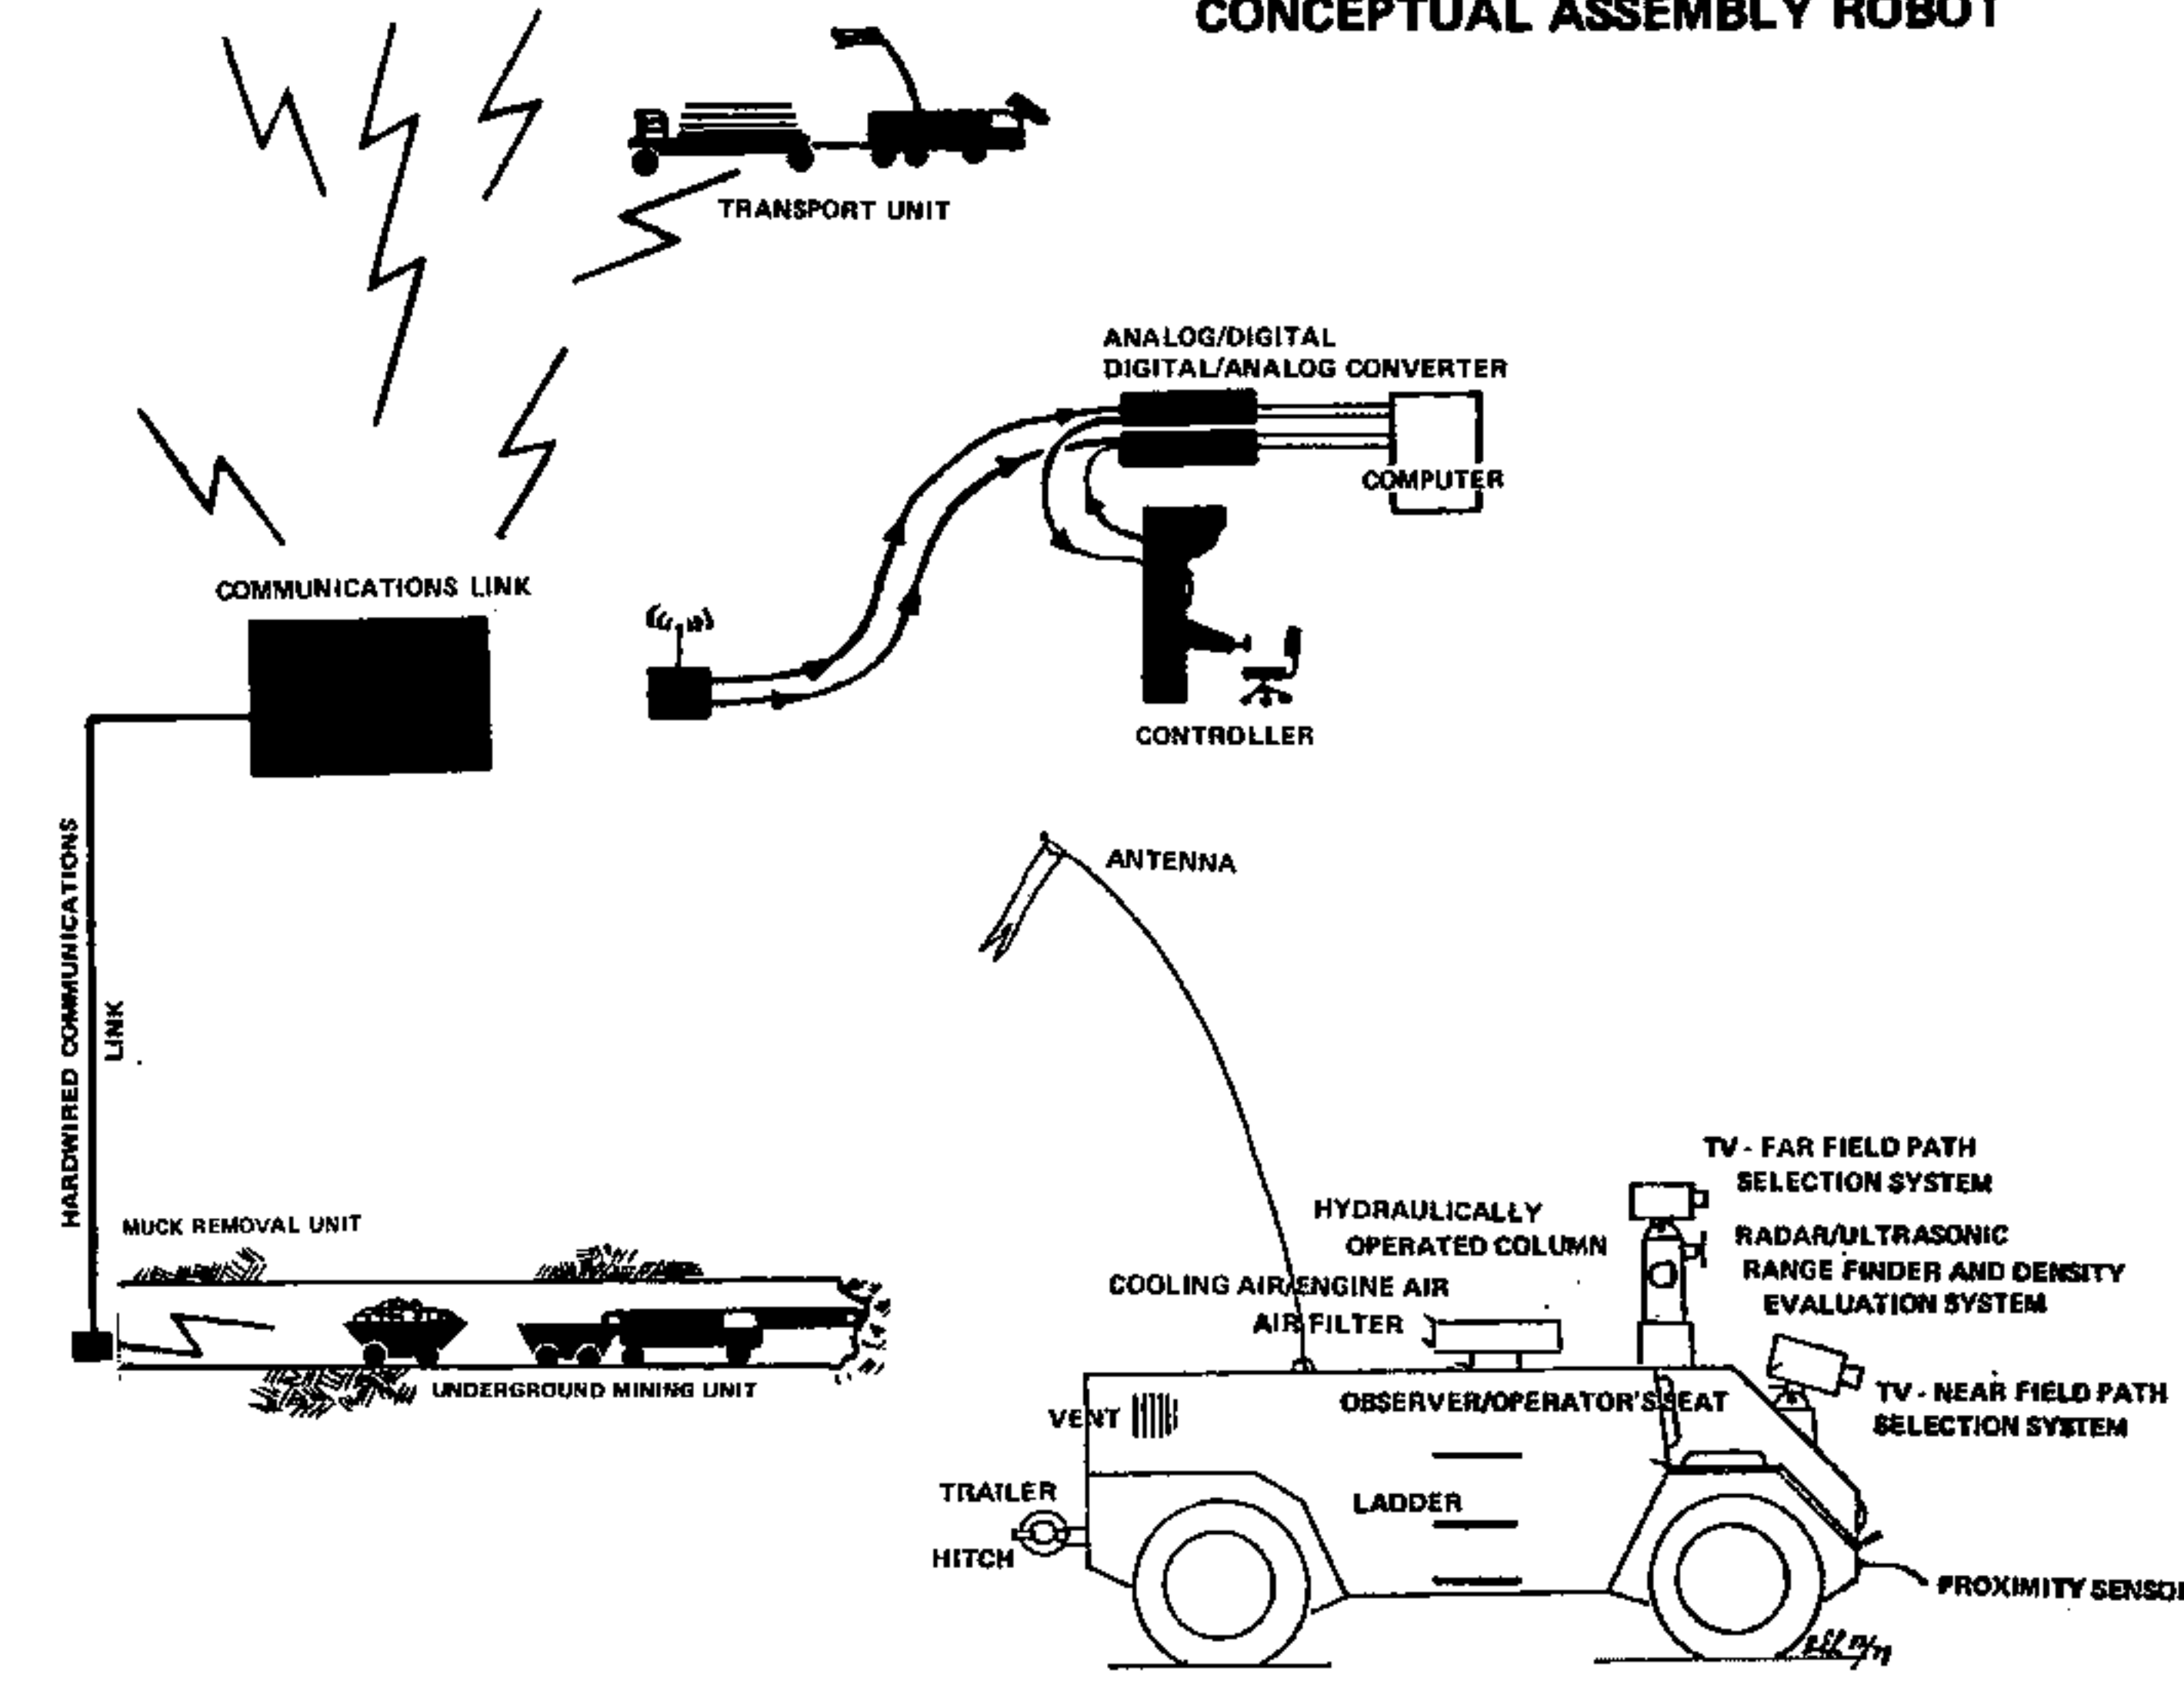 CONCEPTUAL ASSEMBLY ROBOT
TRANSPORT UNIT
ANALOG/DIGITAL
DIGITAL/ANALOG CONVERTER
COMPUTER
COMMUNICATIONS LINK
CONTROLLER
HARDWIRED COMMUNICATIONS
LINK
ANTENNA
MUCK REMOVAL UNIT
UNDERGROUND MINING UNIT
TV - FAR FIELD PATH
SELECTION SYSTEM
HYDRAULICALLY
OPERATED COLUMN
RADAR/ULTRASONIC
RANGE FINDER AND DENSITY
EVALUATION SYSTEM
COOLING AIR/ENGINE AIR
AIR FILTER
OBSERVER/OPERATOR'S SEAT
TV - NEAR FIELD PATH
SELECTION SYSTEM
VENT
TRAILER
HITCH
LADDER
PROXIMITY SENSOR